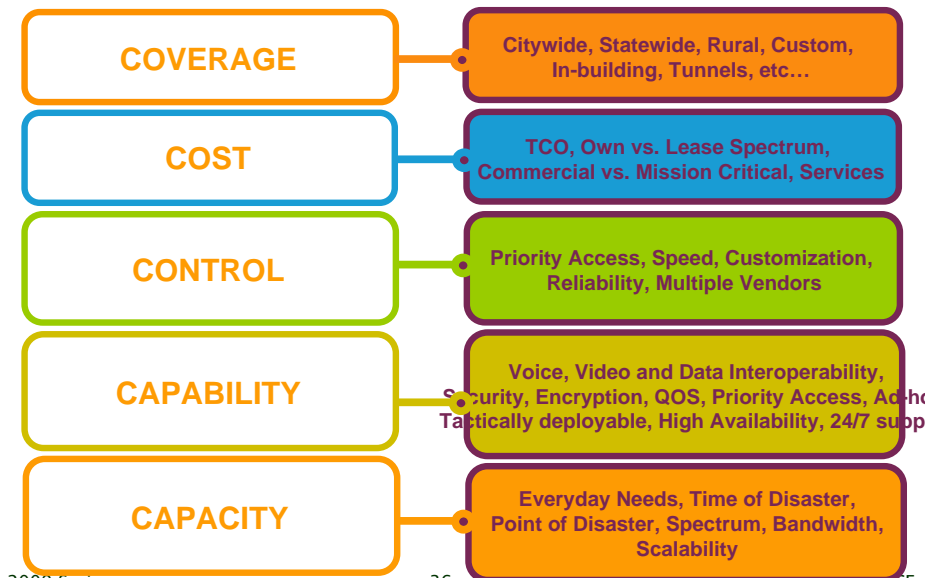 COVERAGE
Citywide, Statewide, Rural, Custom,
In-building, Tunnels, etc…
COST
TCO, Own vs. Lease Spectrum,
Commercial vs. Mission Critical, Services
CONTROL
Priority Access, Speed, Customization,
Reliability, Multiple Vendors
CAPABILITY
Voice, Video and Data Interoperability,
Security, Encryption, QOS, Priority Access, Ad-ho
Tactically deployable, High Availability, 24/7 supp
CAPACITY
Everyday Needs, Time of Disaster,
Point of Disaster, Spectrum, Bandwidth,
Scalability